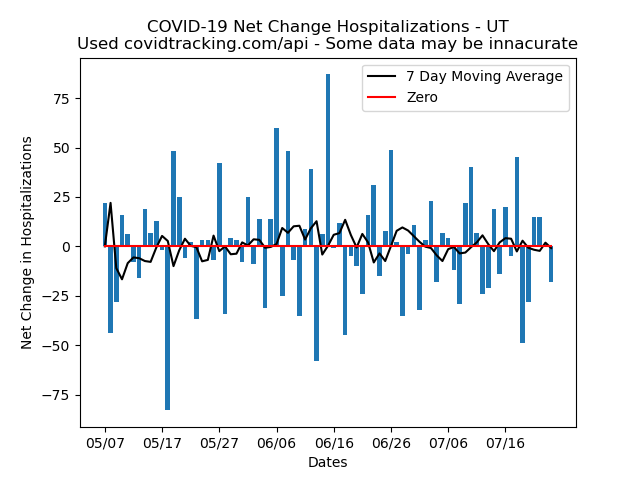 COVID-19 Net Change Hospitalizations - UT
Used covidtracking.com/api - Some data may be innacurate
7 Day Moving Average
Zero
Net Change in Hospitalizations
75
50
25
0
−25
−50
−75
05/07 05/17 05/27 06/06 06/16 06/26 07/06 07/16
Dates